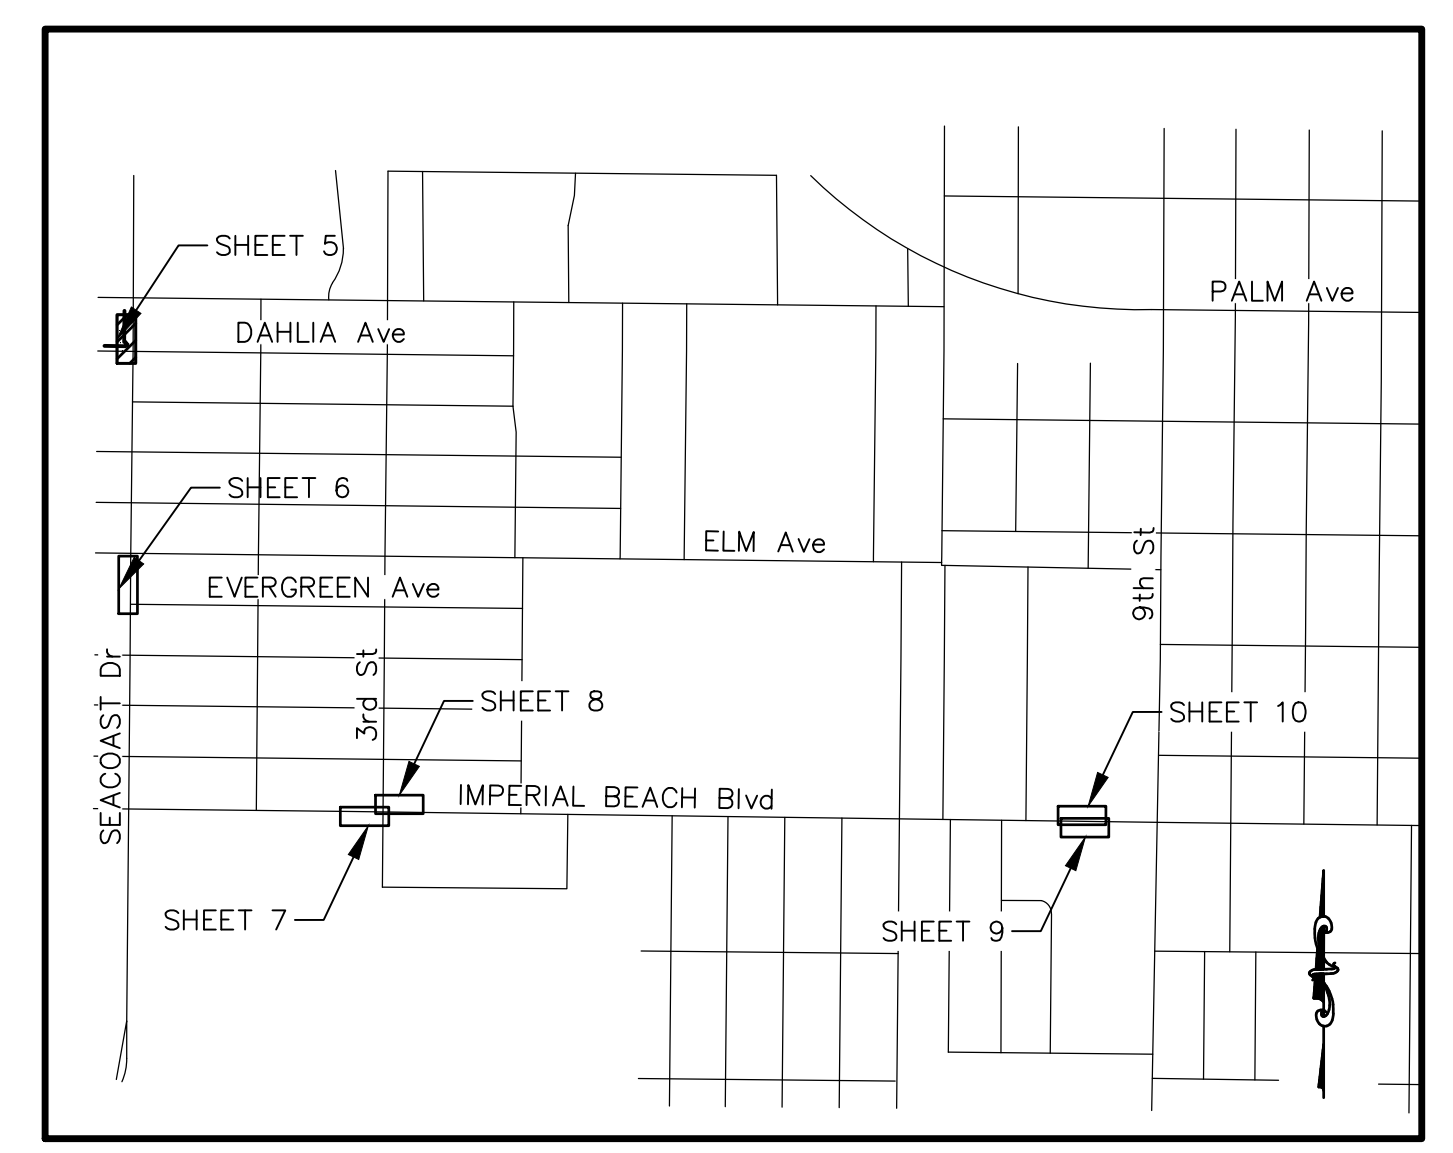 SHEET 5
PALM Ave
DAHLIA Ave
SHEET 6
ELM Ave
9th St
EVERGREEN Ave
SEACOAST Dr
3rd St
SHEET 8
SHEET 10
IMPERIAL BEACH Blvd
SHEET 7
SHEET 9